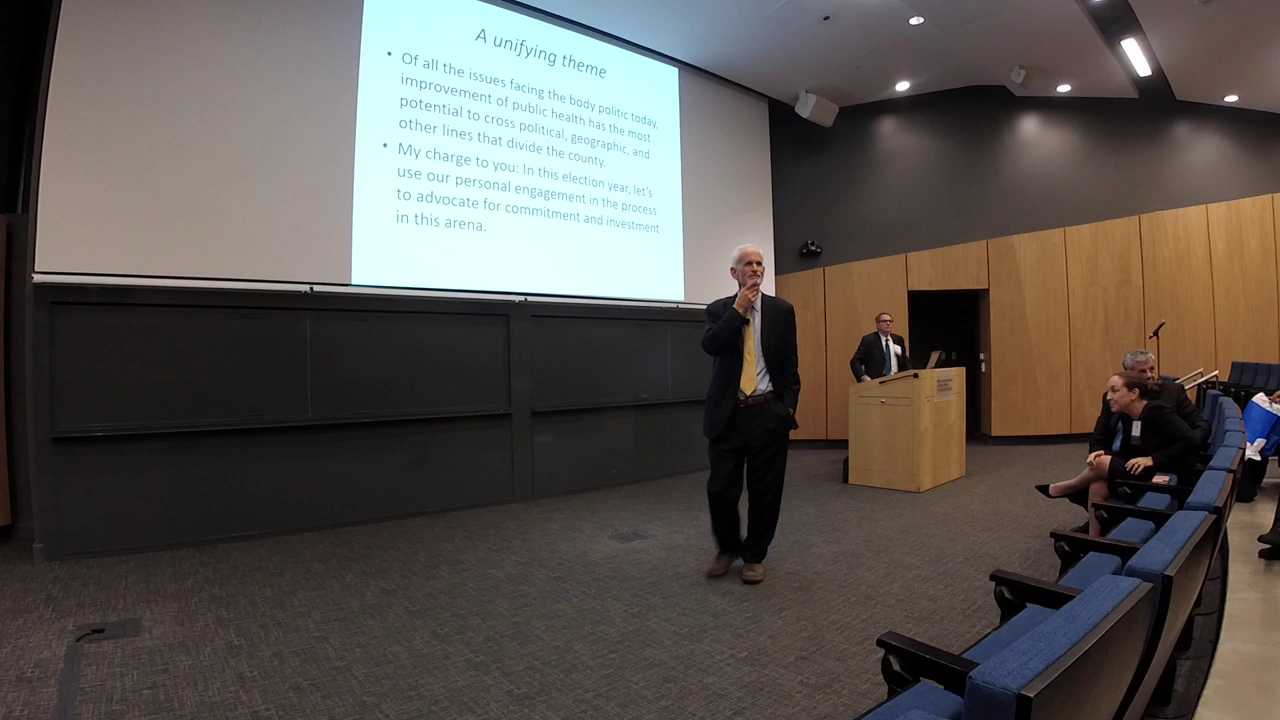 A unifying theme
• Of all the issues facing the body politic today,
improvement of public health has the most
potential to cross political, geographic, and
other lines that divide the county.
• My charge to you: In this election year, let's
use our personal engagement in the process
to advocate for commitment and investment
in this arena.